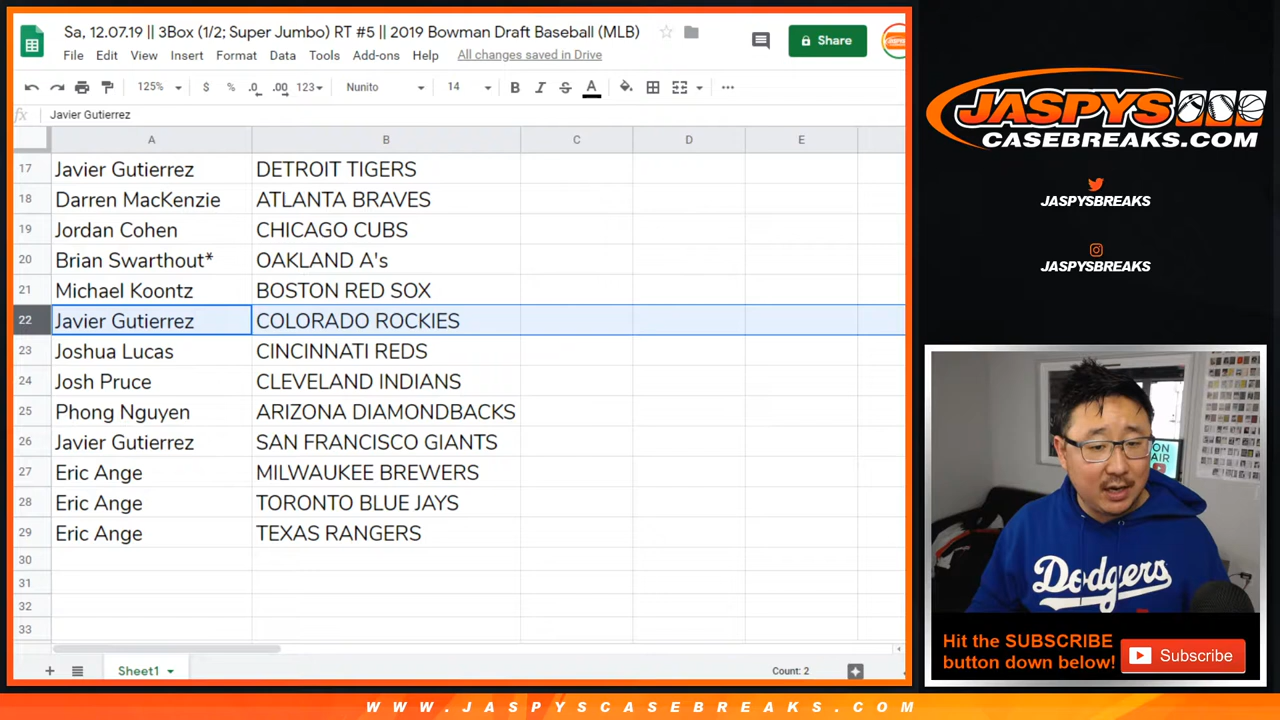 Sa, 12.07.19 || 3Box (1/2; Super Jumbo) RT #5 || 2019 Bowman Draft Baseball (MLB)
Share
File Edit View Insert Format Data Tools Add-ons Help All changes saved in Drive
125% $ % .0 .00 123 Nunito 14 B I S A
fx Javier Gutierrez
A B C D E
17 Javier Gutierrez DETROIT TIGERS
18 Darren MacKenzie ATLANTA BRAVES
19 Jordan Cohen CHICAGO CUBS
20 Brian Swarthout* OAKLAND A's
21 Michael Koontz BOSTON RED SOX
22 Javier Gutierrez COLORADO ROCKIES
23 Joshua Lucas CINCINNATI REDS
24 Josh Pruce CLEVELAND INDIANS
25 Phong Nguyen ARIZONA DIAMONDBACKS
26 Javier Gutierrez SAN FRANCISCO GIANTS
27 Eric Ange MILWAUKEE BREWERS
28 Eric Ange TORONTO BLUE JAYS
29 Eric Ange TEXAS RANGERS
30
31
32
33
Sheet1 Count: 2
JASPYS
CASEBREAKS.COM
JASPYSBREAKS
JASPYSBREAKS
ON
AIR
Dodgers
Hit the SUBSCRIBE
button down below!
Subscribe
WWW.JASPYSCASEBREAKS.COM